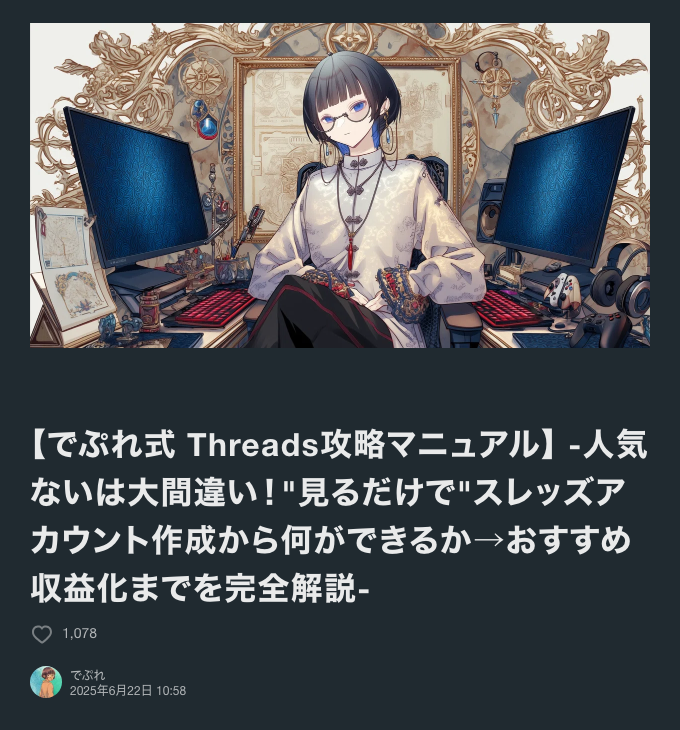 【でぷれ式 Threads攻略マニュアル】-人気
ないは大間違い！"見るだけで"スレッズア
カウント作成から何ができるか→おすすめ
収益化までを完全解説-
1,078
でぷれ
2025年6月22日 10:58